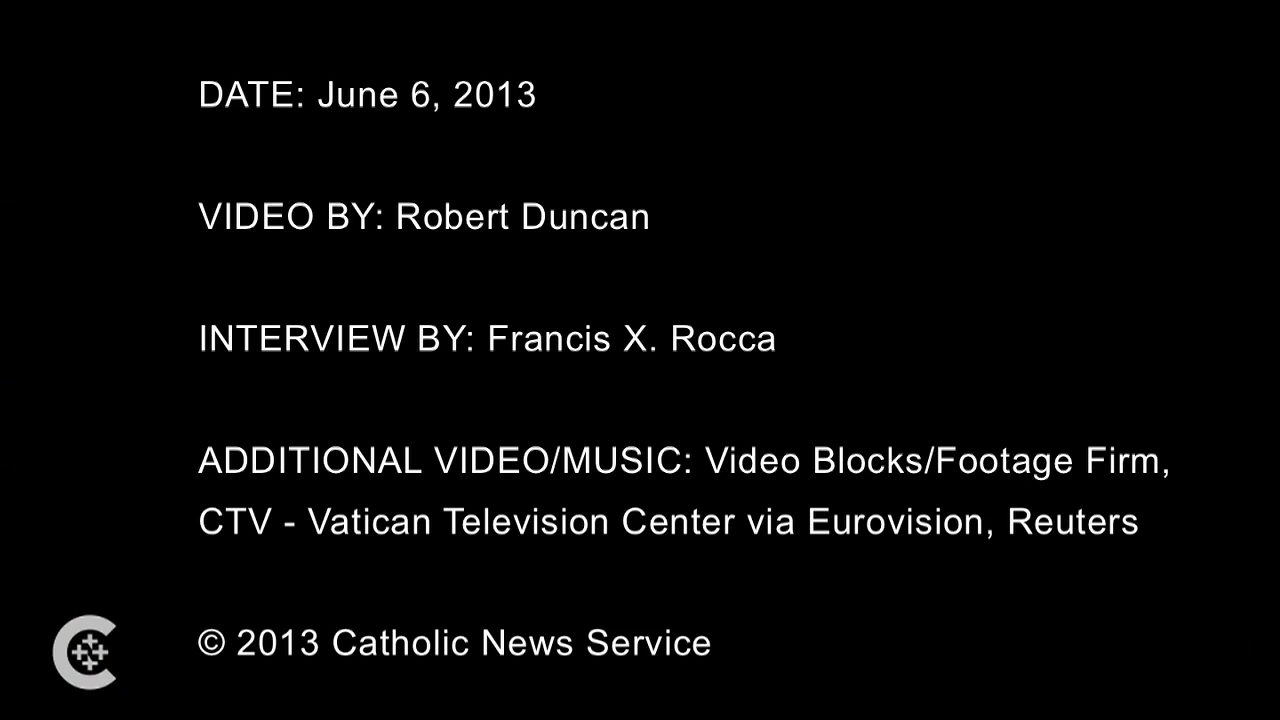 DATE: June 6, 2013
VIDEO BY: Robert Duncan
INTERVIEW BY: Francis X. Rocca
ADDITIONAL VIDEO/MUSIC: Video Blocks/Footage Firm,
CTV - Vatican Television Center via Eurovision, Reuters
© 2013 Catholic News Service